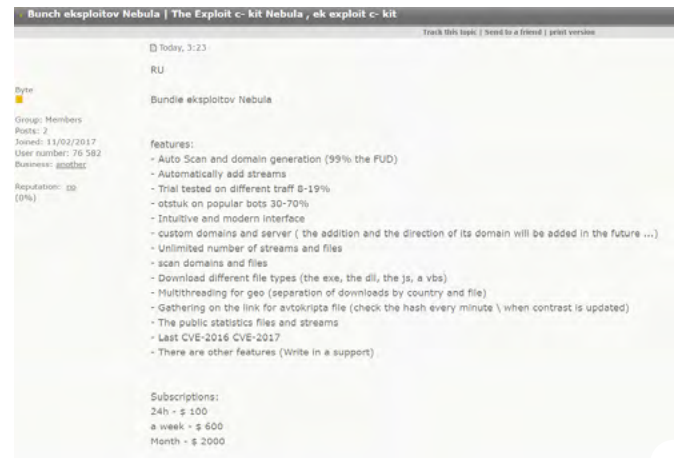 Bunch eksploitov Nebula | The Exploit c- kit Nebula , ek exploit c- kit
Track this topic | Send to a friend | print version
Today, 3:23
RU
Byte
Bundle eksploitov Nebula
Group: Members
Posts: 2
Joined: 11/02/2017
User number: 76 582
Business: another
Reputation: no
(0%)
features:
- Auto Scan and domain generation (99% the FUD)
- Automatically add streams
- Trial tested on different traff 8-19%
- otstuk on popular bots 30-70%
- Intuitive and modern interface
- custom domains and server ( the addition and the direction of its domain will be added in the future ...)
- Unlimited number of streams and files
- scan domains and files
- Download different file types (the exe, the dll, the js, a vbs)
- Multithreading for geo (separation of downloads by country and file)
- Gathering on the link for avtokripta file (check the hash every minute \ when contrast is updated)
- The public statistics files and streams
- Last CVE-2016 CVE-2017
- There are other features (Write in a support)
Subscriptions:
24h - $ 100
a week - $ 600
Month - $ 2000